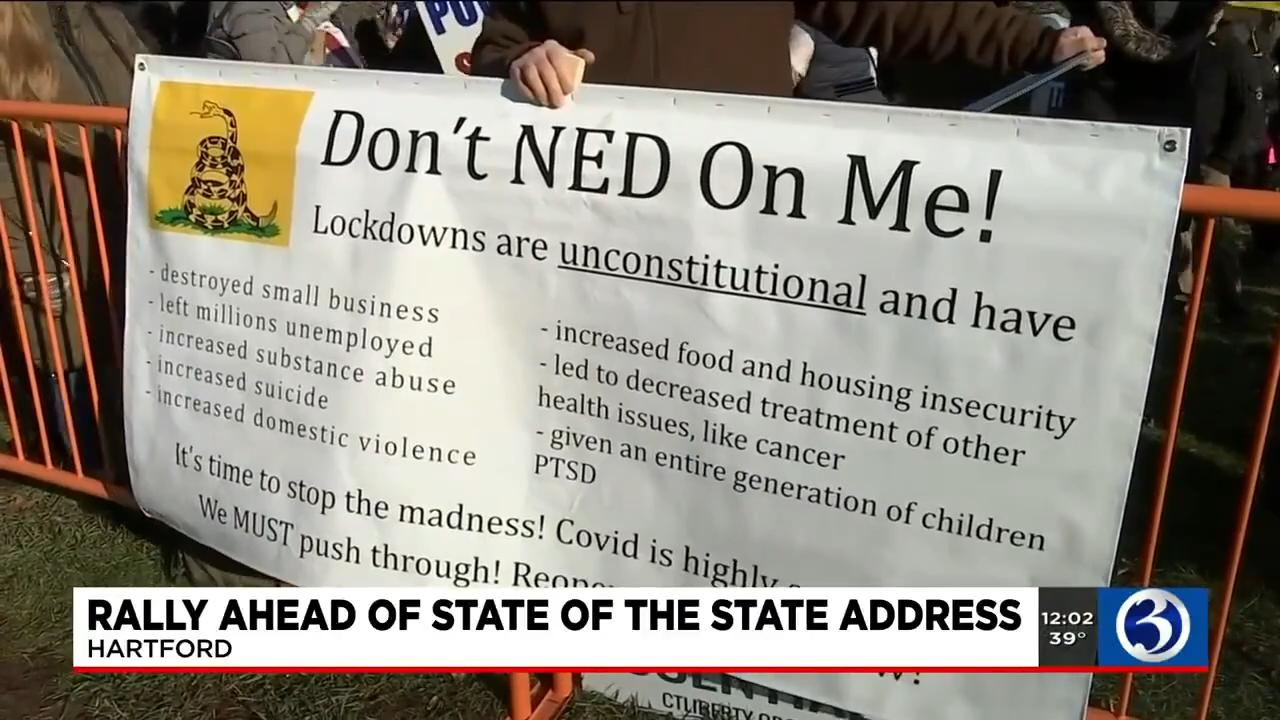 PO
Don't NED On Me!
Lockdowns are unconstitutional and have
- destroyed small business
- left millions unemployed
- increased substance abuse
- increased suicide
- increased domestic violence
- increased food and housing insecurity
- led to decreased treatment of other
health issues, like cancer
- given an entire generation of children
PTSD
It's time to stop the madness! Covid is highly
We MUST push through!
RALLY AHEAD OF STATE OF THE STATE ADDRESS
HARTFORD
12:02
39°
3